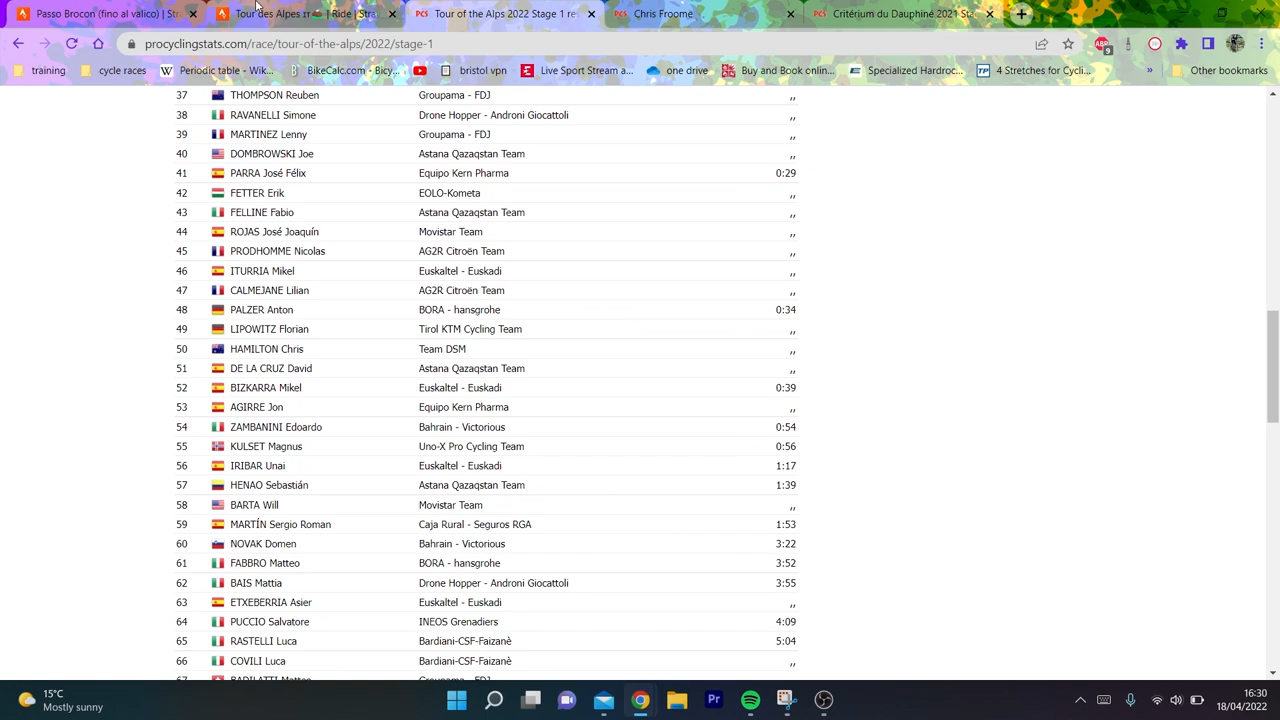 Passo Brocon (fino al valico) | Str
Tour des Alpes | Ride | Stra
PCS Tour of the Alps 2022 Stage 1 res
PCS Chris Froome
PCS Critérium du Dauphiné 2021 Sta
procyclingstats.com/race/tour-of-the-alps/2022/stage-1
training cycle races W Periodic table - Wik... BikeCalc.com - Bicy... bristol vpn Live Sport Stream a... one drive Buy and Book onlin... Specialized Hardroc... TP 4 Stretches for Cycli... » Other bookmarks
37 THOMPSON Reuben Groupama - FDJ ,,
38 RAVANELLI Simone Drone Hopper - Androni Giocattoli ,,
39 MARTINEZ Lenny Groupama - FDJ ,,
40 DOMBROWSKI Joe Astana Qazaqstan Team ,,
41 PARRA José Félix Equipo Kern Pharma 0:29
42 FETTER Erik EOLO-Kometa ,,
43 FELLINE Fabio Astana Qazaqstan Team ,,
44 ROJAS José Joaquín Movistar Team ,,
45 PRODHOMME Nicolas AG2R Citroën Team ,,
46 ITURRIA Mikel Euskaltel - Euskadi ,,
47 CALMEJANE Lilian AG2R Citroën Team ,,
48 PALZER Anton BORA - hansgrohe 0:34
49 LIPOWITZ Florian Tirol KTM Cycling Team ,,
50 HAMILTON Chris Team DSM ,,
51 DE LA CRUZ David Astana Qazaqstan Team ,,
52 BIZKARRA Mikel Euskaltel - Euskadi 0:39
53 AGIRRE Jon Equipo Kern Pharma ,,
54 ZAMBANINI Edoardo Bahrain - Victorious 0:54
55 KULSET Magnus Uno-X Pro Cycling Team 0:56
56 IRIBAR Unai Euskaltel - Euskadi 1:17
57 HENAO Sebastián Astana Qazaqstan Team 1:39
58 BARTA Will Movistar Team ,,
59 MARTÍN Sergio Roman Caja Rural - Seguros RGA 1:53
60 NOVAK Domen Bahrain - Victorious 3:22
61 FABBRO Matteo BORA - hansgrohe 3:52
62 BAIS Mattia Drone Hopper - Androni Giocattoli 3:55
63 ETXEBERRIA Asier Euskaltel - Euskadi ,,
64 PUCCIO Salvatore INEOS Grenadiers 4:09
65 RASTELLI Luca Bardiani-CSF-Faizanè 5:04
66 COVILI Luca Bardiani-CSF-Faizanè ,,
67 BADILATTI Matteo Groupama - FDJ
15°C
Mostly sunny
16:30
18/04/2022